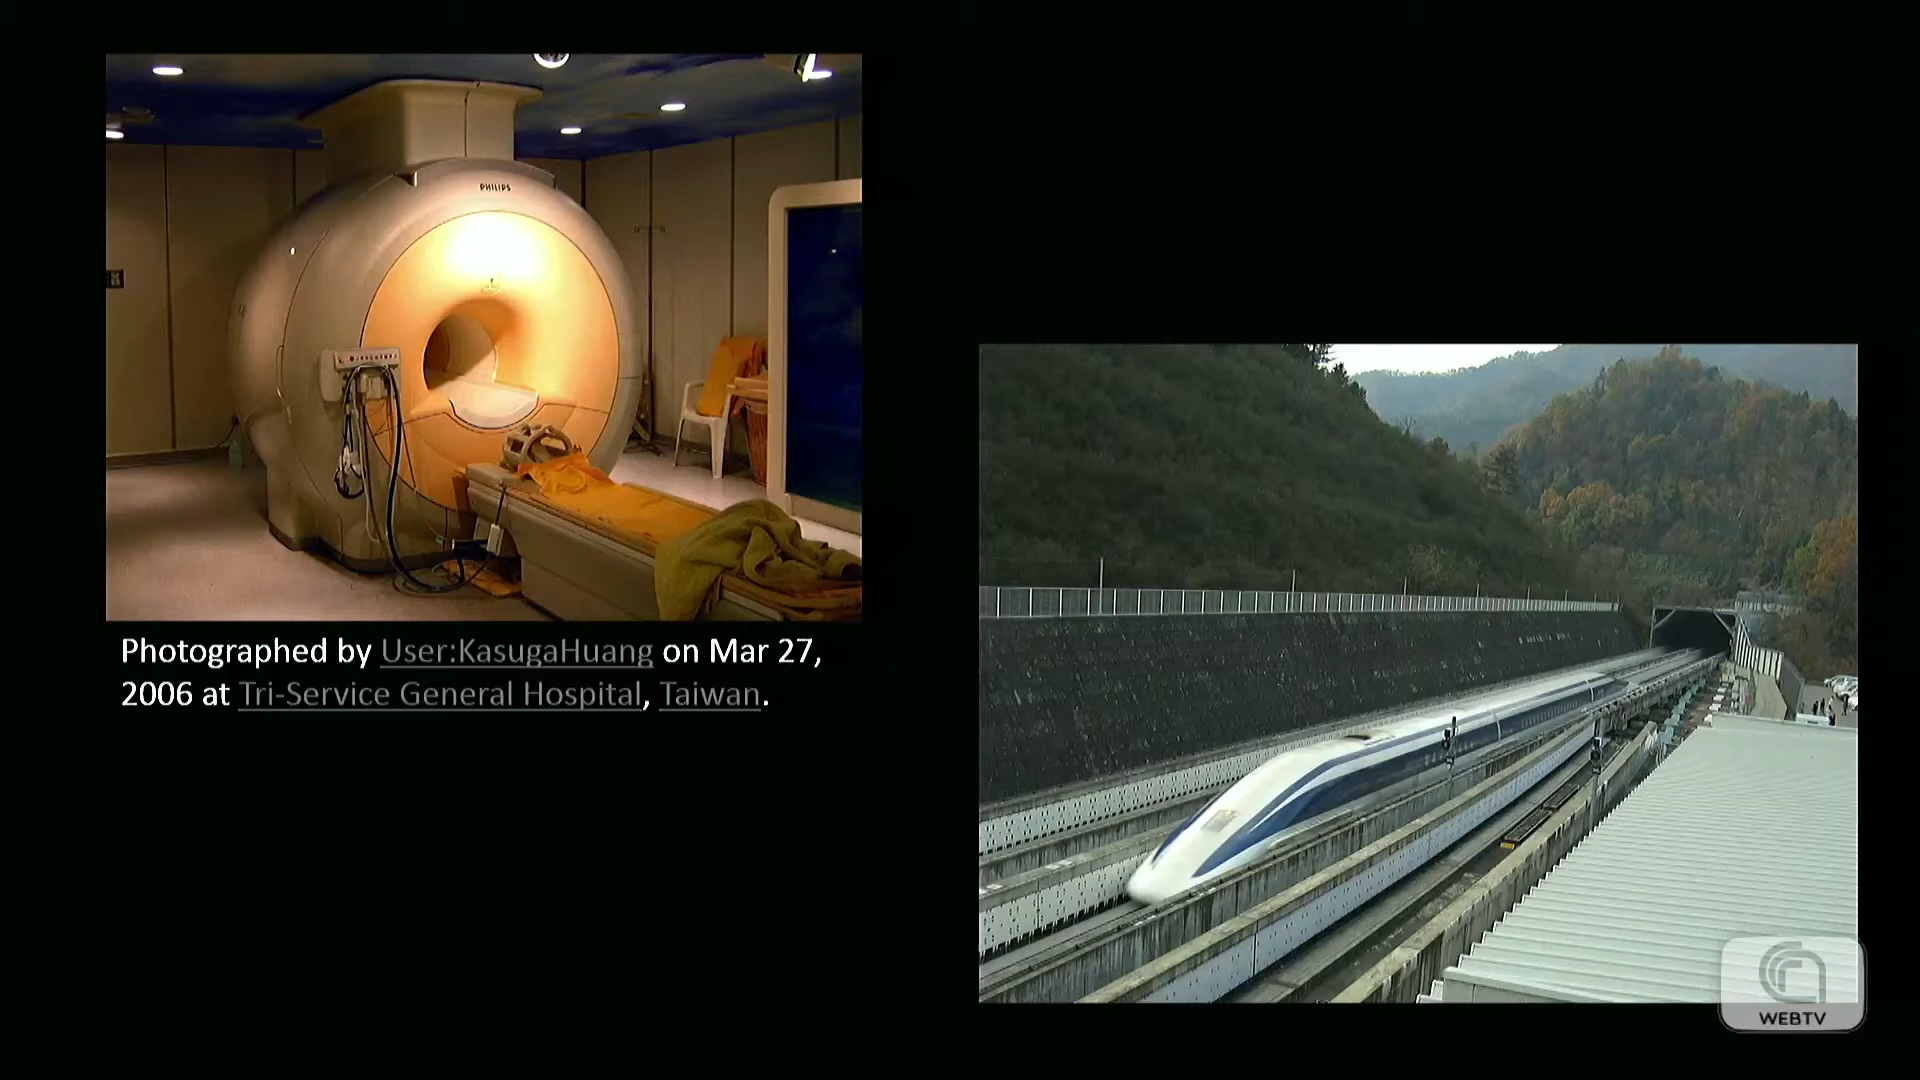 PHILIPS
Photographed by User:KasugaHuang on Mar 27,
2006 at Tri-Service General Hospital, Taiwan.
WEBTV